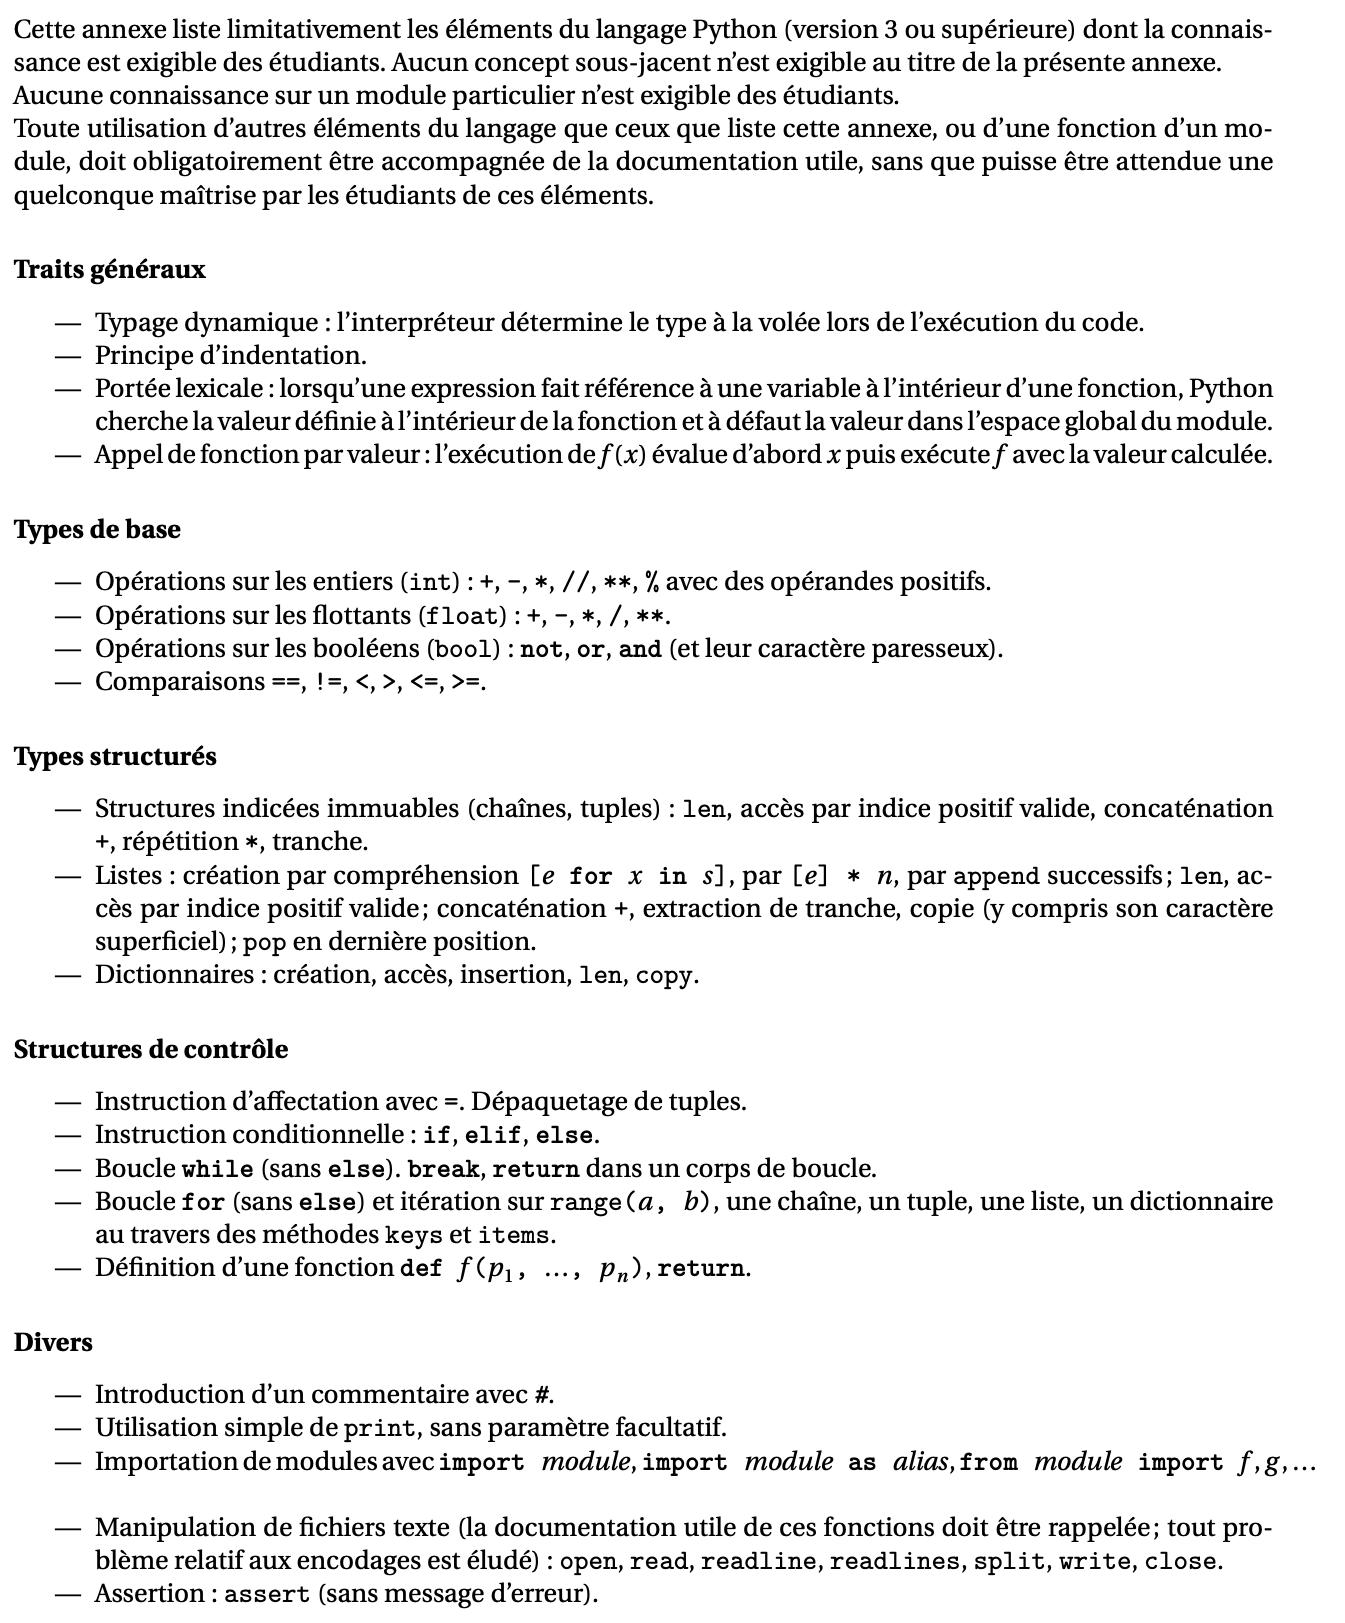 Cette annexe liste limitativement les éléments du langage Python (version 3 ou supérieure) dont la connais-
sance est exigible des étudiants. Aucun concept sous-jacent n'est exigible au titre de la présente annexe.
Aucune connaissance sur un module particulier n'est exigible des étudiants.
Toute utilisation d'autres éléments du langage que ceux que liste cette annexe, ou d'une fonction d'un mo-
dule, doit obligatoirement être accompagnée de la documentation utile, sans que puisse être attendue une
quelconque maîtrise par les étudiants de ces éléments.
Traits généraux
— Typage dynamique : l'interpréteur détermine le type à la volée lors de l'exécution du code.
— Principe d'indentation.
— Portée lexicale : lorsqu'une expression fait référence à une variable à l'intérieur d'une fonction, Python
cherche la valeur définie à l'intérieur de la fonction et à défaut la valeur dans l'espace global du module.
— Appel de fonction par valeur : l'exécution de f(x) évalue d'abord x puis exécute f avec la valeur calculée.
Types de base
— Opérations sur les entiers (int) : +, -, *, //, **, % avec des opérandes positifs.
— Opérations sur les flottants (float) : +, -, *, /, **.
— Opérations sur les booléens (bool) : not, or, and (et leur caractère paresseux).
— Comparaisons ==, !=, <, >, <=, >=.
Types structurés
— Structures indicées immuables (chaînes, tuples) : len, accès par indice positif valide, concaténation
+, répétition *, tranche.
— Listes : création par compréhension [e for x in s], par [e] * n, par append successifs ; len, ac-
cès par indice positif valide ; concaténation +, extraction de tranche, copie (y compris son caractère
superficiel) ; pop en dernière position.
— Dictionnaires : création, accès, insertion, len, copy.
Structures de contrôle
— Instruction d'affectation avec =. Dépaquetage de tuples.
— Instruction conditionnelle : if, elif, else.
— Boucle while (sans else). break, return dans un corps de boucle.
— Boucle for (sans else) et itération sur range(a, b), une chaîne, un tuple, une liste, un dictionnaire
au travers des méthodes keys et items.
— Définition d'une fonction def f(p₁, ..., pₙ), return.
Divers
— Introduction d'un commentaire avec #.
— Utilisation simple de print, sans paramètre facultatif.
— Importation de modules avec import module, import module as alias, from module import f, g, ...
— Manipulation de fichiers texte (la documentation utile de ces fonctions doit être rappelée ; tout pro-
blème relatif aux encodages est éludé) : open, read, readline, readlines, split, write, close.
— Assertion : assert (sans message d'erreur).